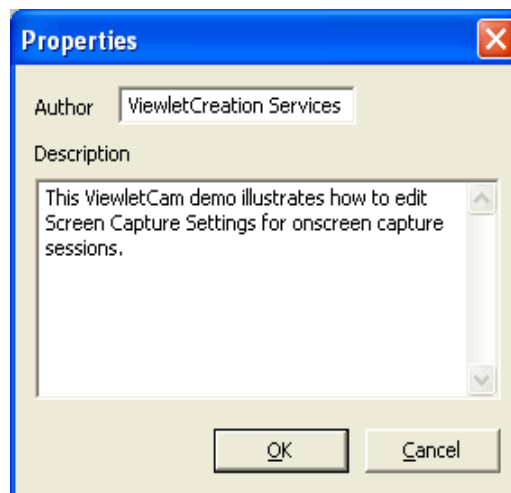 Properties
Author ViewletCreation Services
Description
This ViewletCam demo illustrates how to edit
Screen Capture Settings for onscreen capture
sessions.
OK Cancel